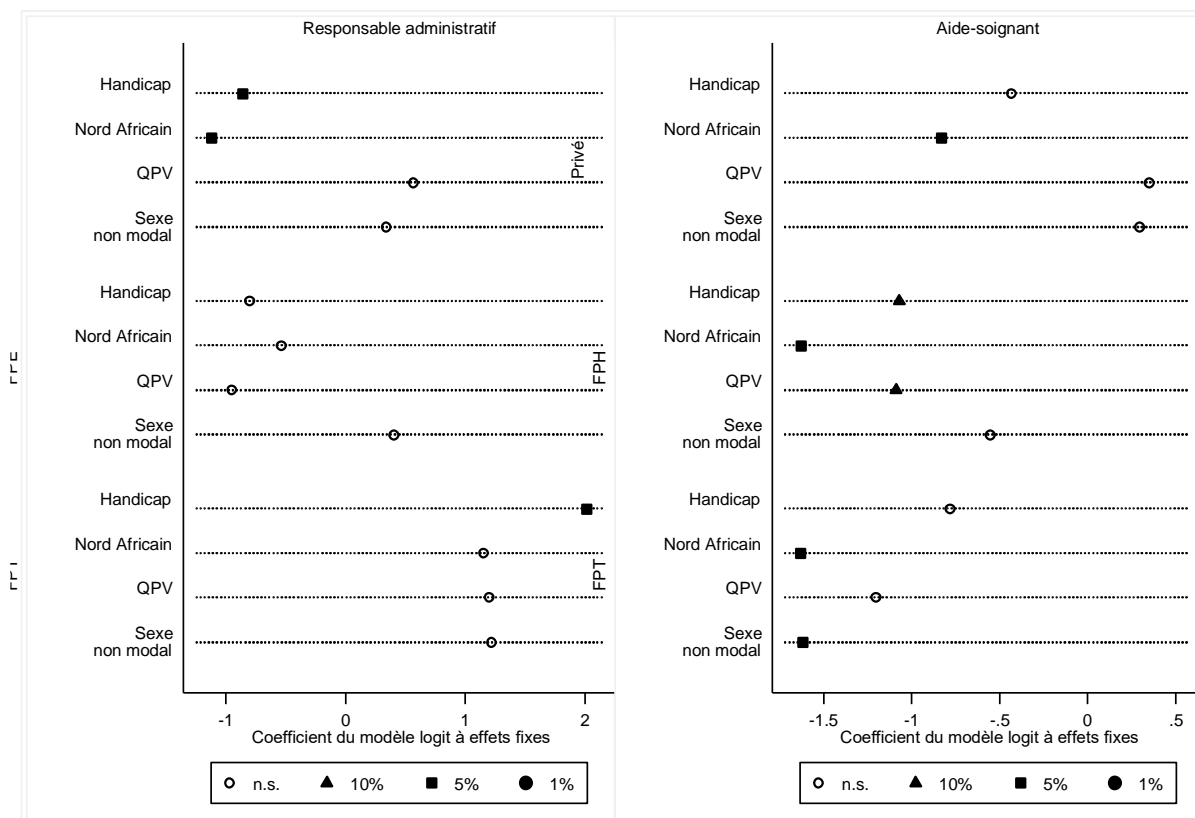 Responsable administratif
Handicap
Nord Africain
QPV
Sexe
non modal
Handicap
Nord Africain
QPV
Sexe
non modal
Handicap
Nord Africain
QPV
Sexe
non modal
FPE
FPT
-1
0
1
2
Coefficient du modèle logit à effets fixes
n.s.
10%
5%
1%
Aide-soignant
Privé
Handicap
Nord Africain
QPV
Sexe
non modal
FPH
Handicap
Nord Africain
QPV
Sexe
non modal
FPT
Handicap
Nord Africain
QPV
Sexe
non modal
-1.5
-1
-.5
0
.5
Coefficient du modèle logit à effets fixes
n.s.
10%
5%
1%